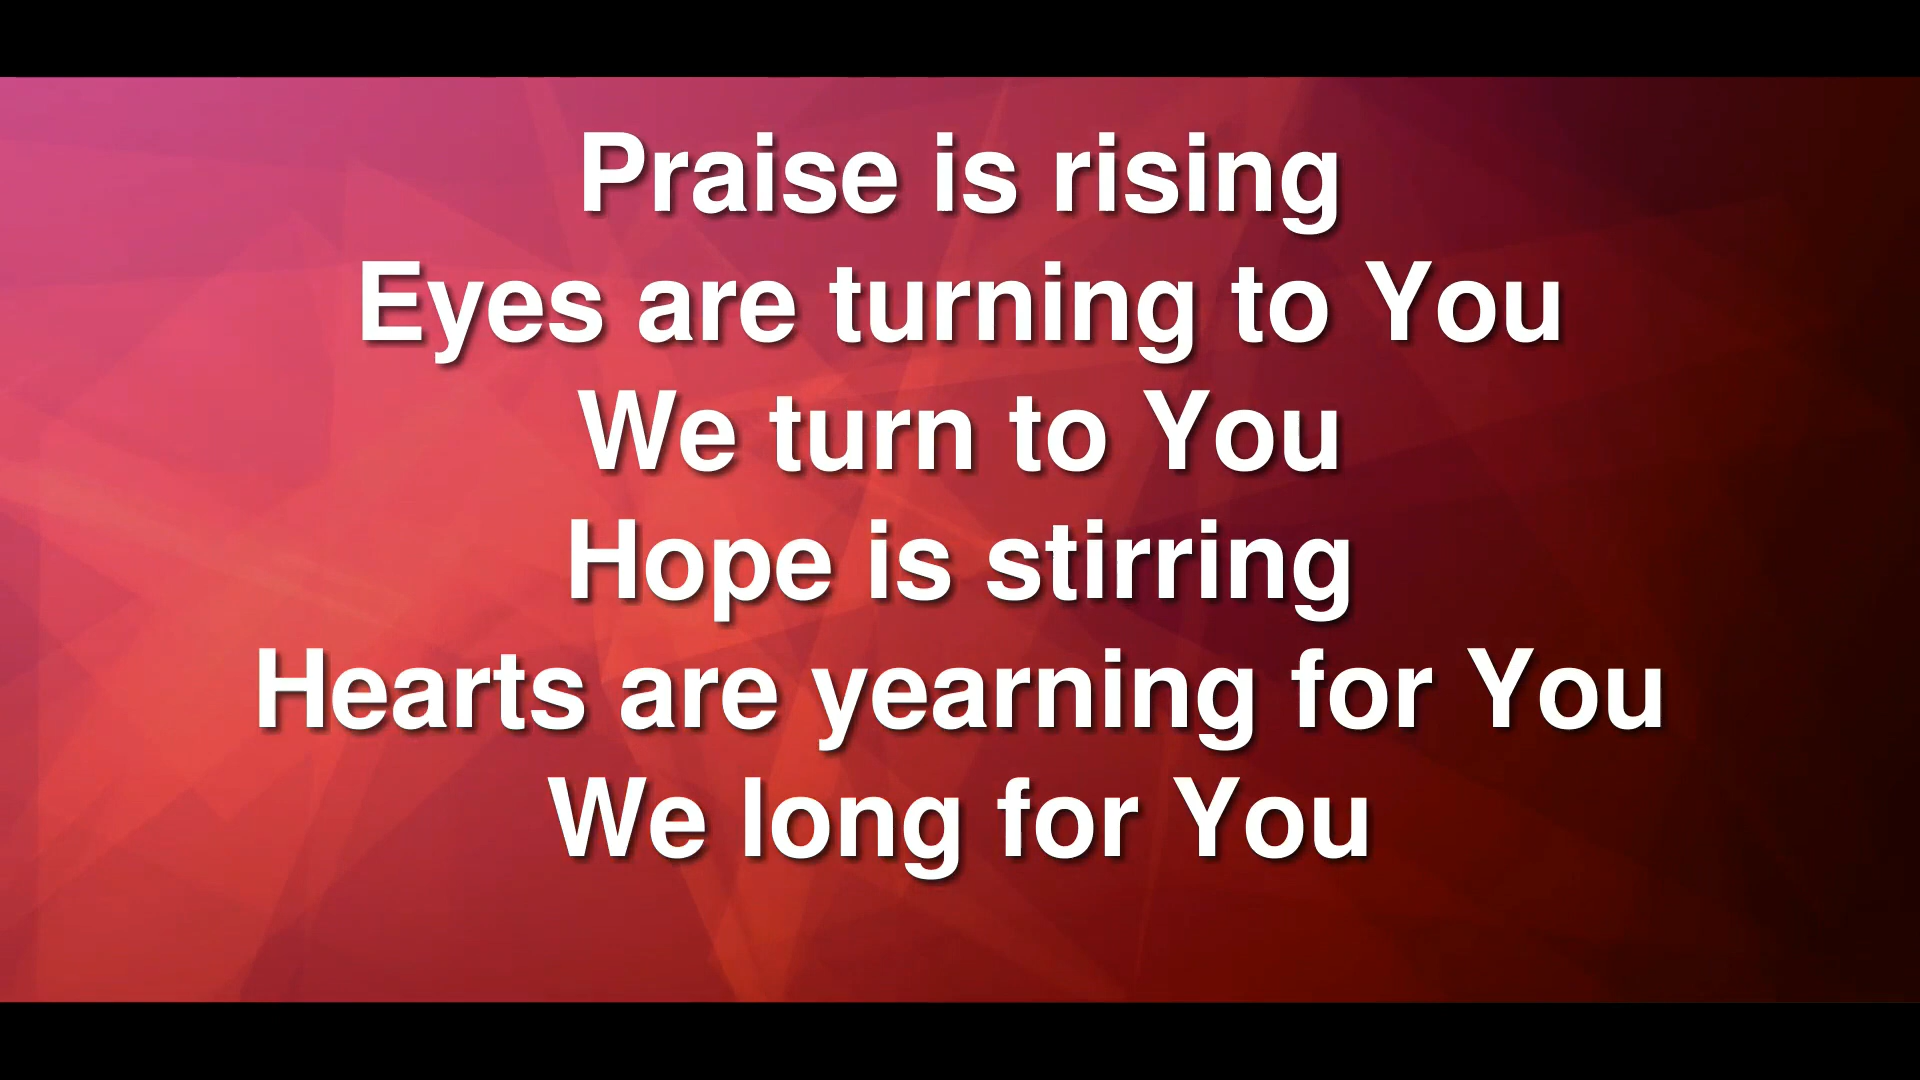 Praise is rising
Eyes are turning to You
We turn to You
Hope is stirring
Hearts are yearning for You
We long for You